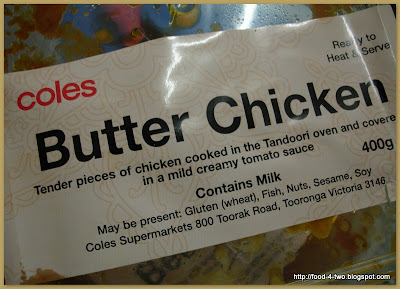 coles
Ready to
Heat & Serve
Butter Chicken
Tender pieces of chicken cooked in the Tandoori oven and covere
in a mild creamy tomato sauce
400g
Contains Milk
May be present: Gluten (wheat), Fish, Nuts, Sesame, Soy
Coles Supermarkets 800 Toorak Road, Tooronga Victoria 3146
http://food-4-two.blogspot.com